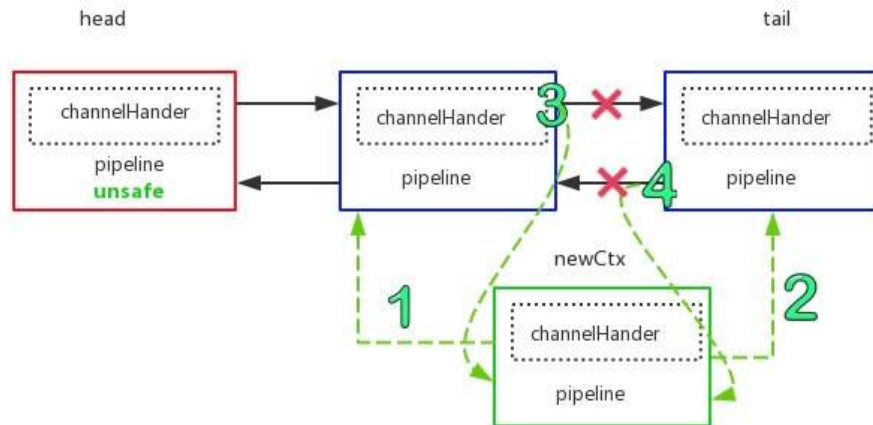 head
tail
channelHander
pipeline
unsafe
channelHander
pipeline
3
channelHander
pipeline
4
newCtx
1
2
channelHander
pipeline